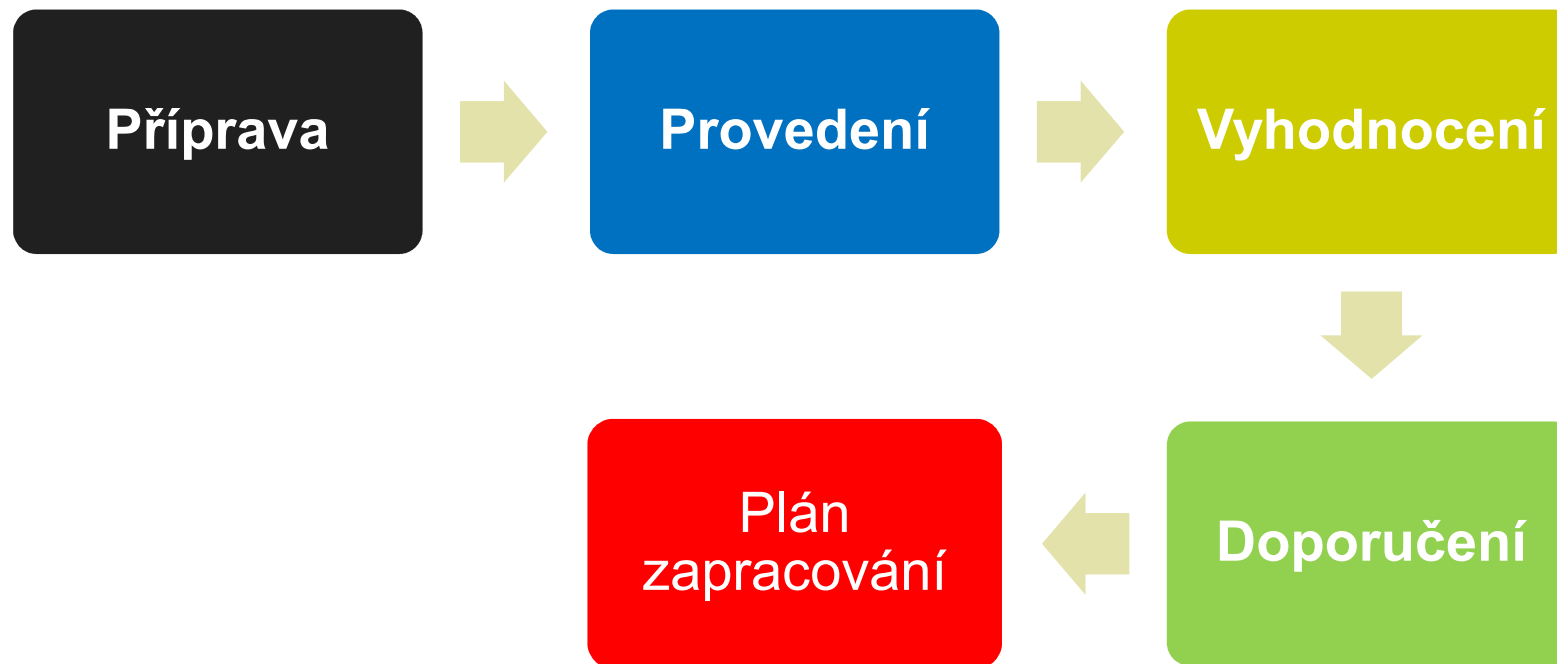 Příprava
Provedení
Vyhodnocení
Doporučení
Plán
zapracování